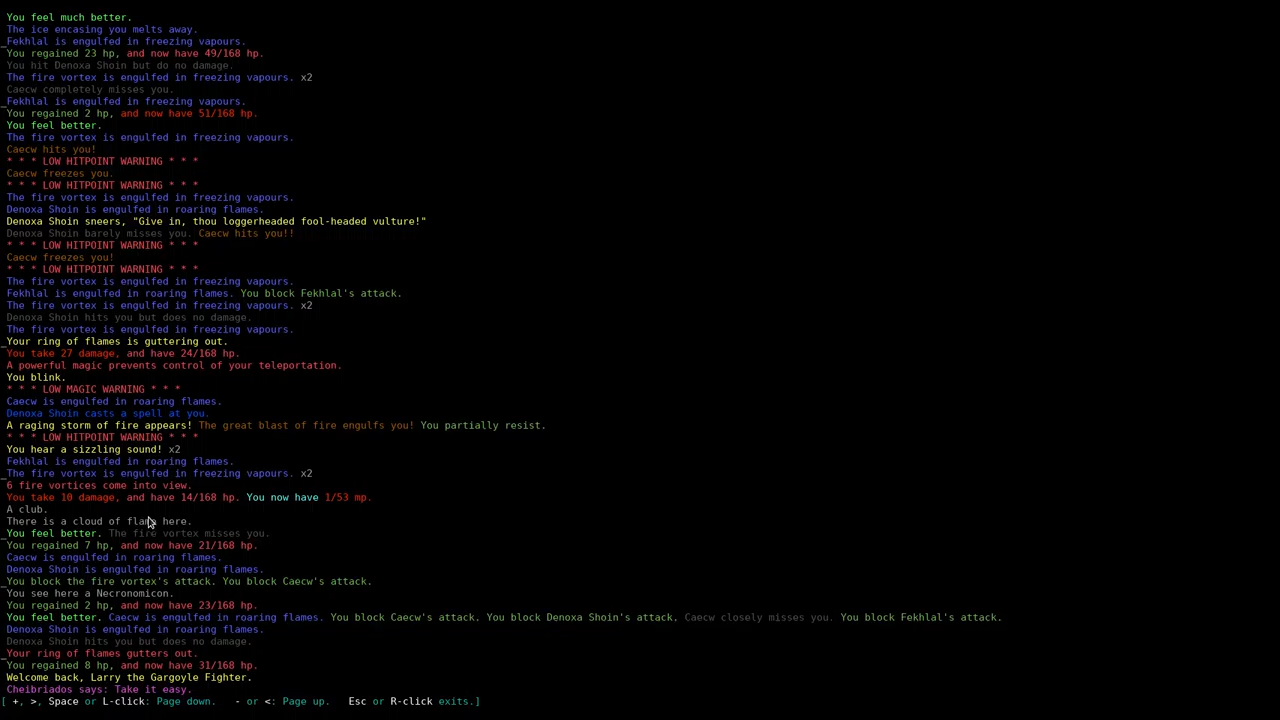 You feel much better.
The ice encasing you melts away.
_Fekhlal is engulfed in freezing vapours.
You regained 23 hp, and now have 49/168 hp.
You hit Denoxa Shoin but do no damage.
The fire vortex is engulfed in freezing vapours. x2
Caecw completely misses you.
_Fekhlal is engulfed in freezing vapours.
You regained 2 hp, and now have 51/168 hp.
You feel better.
The fire vortex is engulfed in freezing vapours.
Caecw hits you!
* * * LOW HITPOINT WARNING * * *
Caecw freezes you.
* * * LOW HITPOINT WARNING * * *
The fire vortex is engulfed in freezing vapours.
Denoxa Shoin is engulfed in roaring flames.
Denoxa Shoin sneers, "Give in, thou loggerheaded fool-headed vulture!"
Denoxa Shoin barely misses you. Caecw hits you!!
* * * LOW HITPOINT WARNING * * *
Caecw freezes you!
* * * LOW HITPOINT WARNING * * *
The fire vortex is engulfed in freezing vapours.
Fekhlal is engulfed in roaring flames. You block Fekhlal's attack.
The fire vortex is engulfed in freezing vapours. x2
Denoxa Shoin hits you but does no damage.
The fire vortex is engulfed in freezing vapours.
_Your ring of flames is guttering out.
You take 27 damage, and have 24/168 hp.
A powerful magic prevents control of your teleportation.
You blink.
* * * LOW MAGIC WARNING * * *
Caecw is engulfed in roaring flames.
Denoxa Shoin casts a spell at you.
A raging storm of fire appears! The great blast of fire engulfs you! You partially resist.
* * * LOW HITPOINT WARNING * * *
You hear a sizzling sound! x2
Fekhlal is engulfed in roaring flames.
_The fire vortex is engulfed in freezing vapours. x2
6 fire vortices come into view.
You take 10 damage, and have 14/168 hp. You now have 1/53 mp.
A club.
There is a cloud of flame here.
_You feel better. The fire vortex misses you.
You regained 7 hp, and now have 21/168 hp.
Caecw is engulfed in roaring flames.
Denoxa Shoin is engulfed in roaring flames.
_You block the fire vortex's attack. You block Caecw's attack.
You see here a Necronomicon.
You regained 2 hp, and now have 23/168 hp.
You feel better. Caecw is engulfed in roaring flames. You block Caecw's attack. You block Denoxa Shoin's attack. Caecw closely misses you. You block Fekhlal's attack.
Denoxa Shoin is engulfed in roaring flames.
Denoxa Shoin hits you but does no damage.
_Your ring of flames gutters out.
You regained 8 hp, and now have 31/168 hp.
Welcome back, Larry the Gargoyle Fighter.
Cheibriados says: Take it easy.
[ +, >, Space or L-click: Page down.   - or <: Page up.   Esc or R-click exits.]